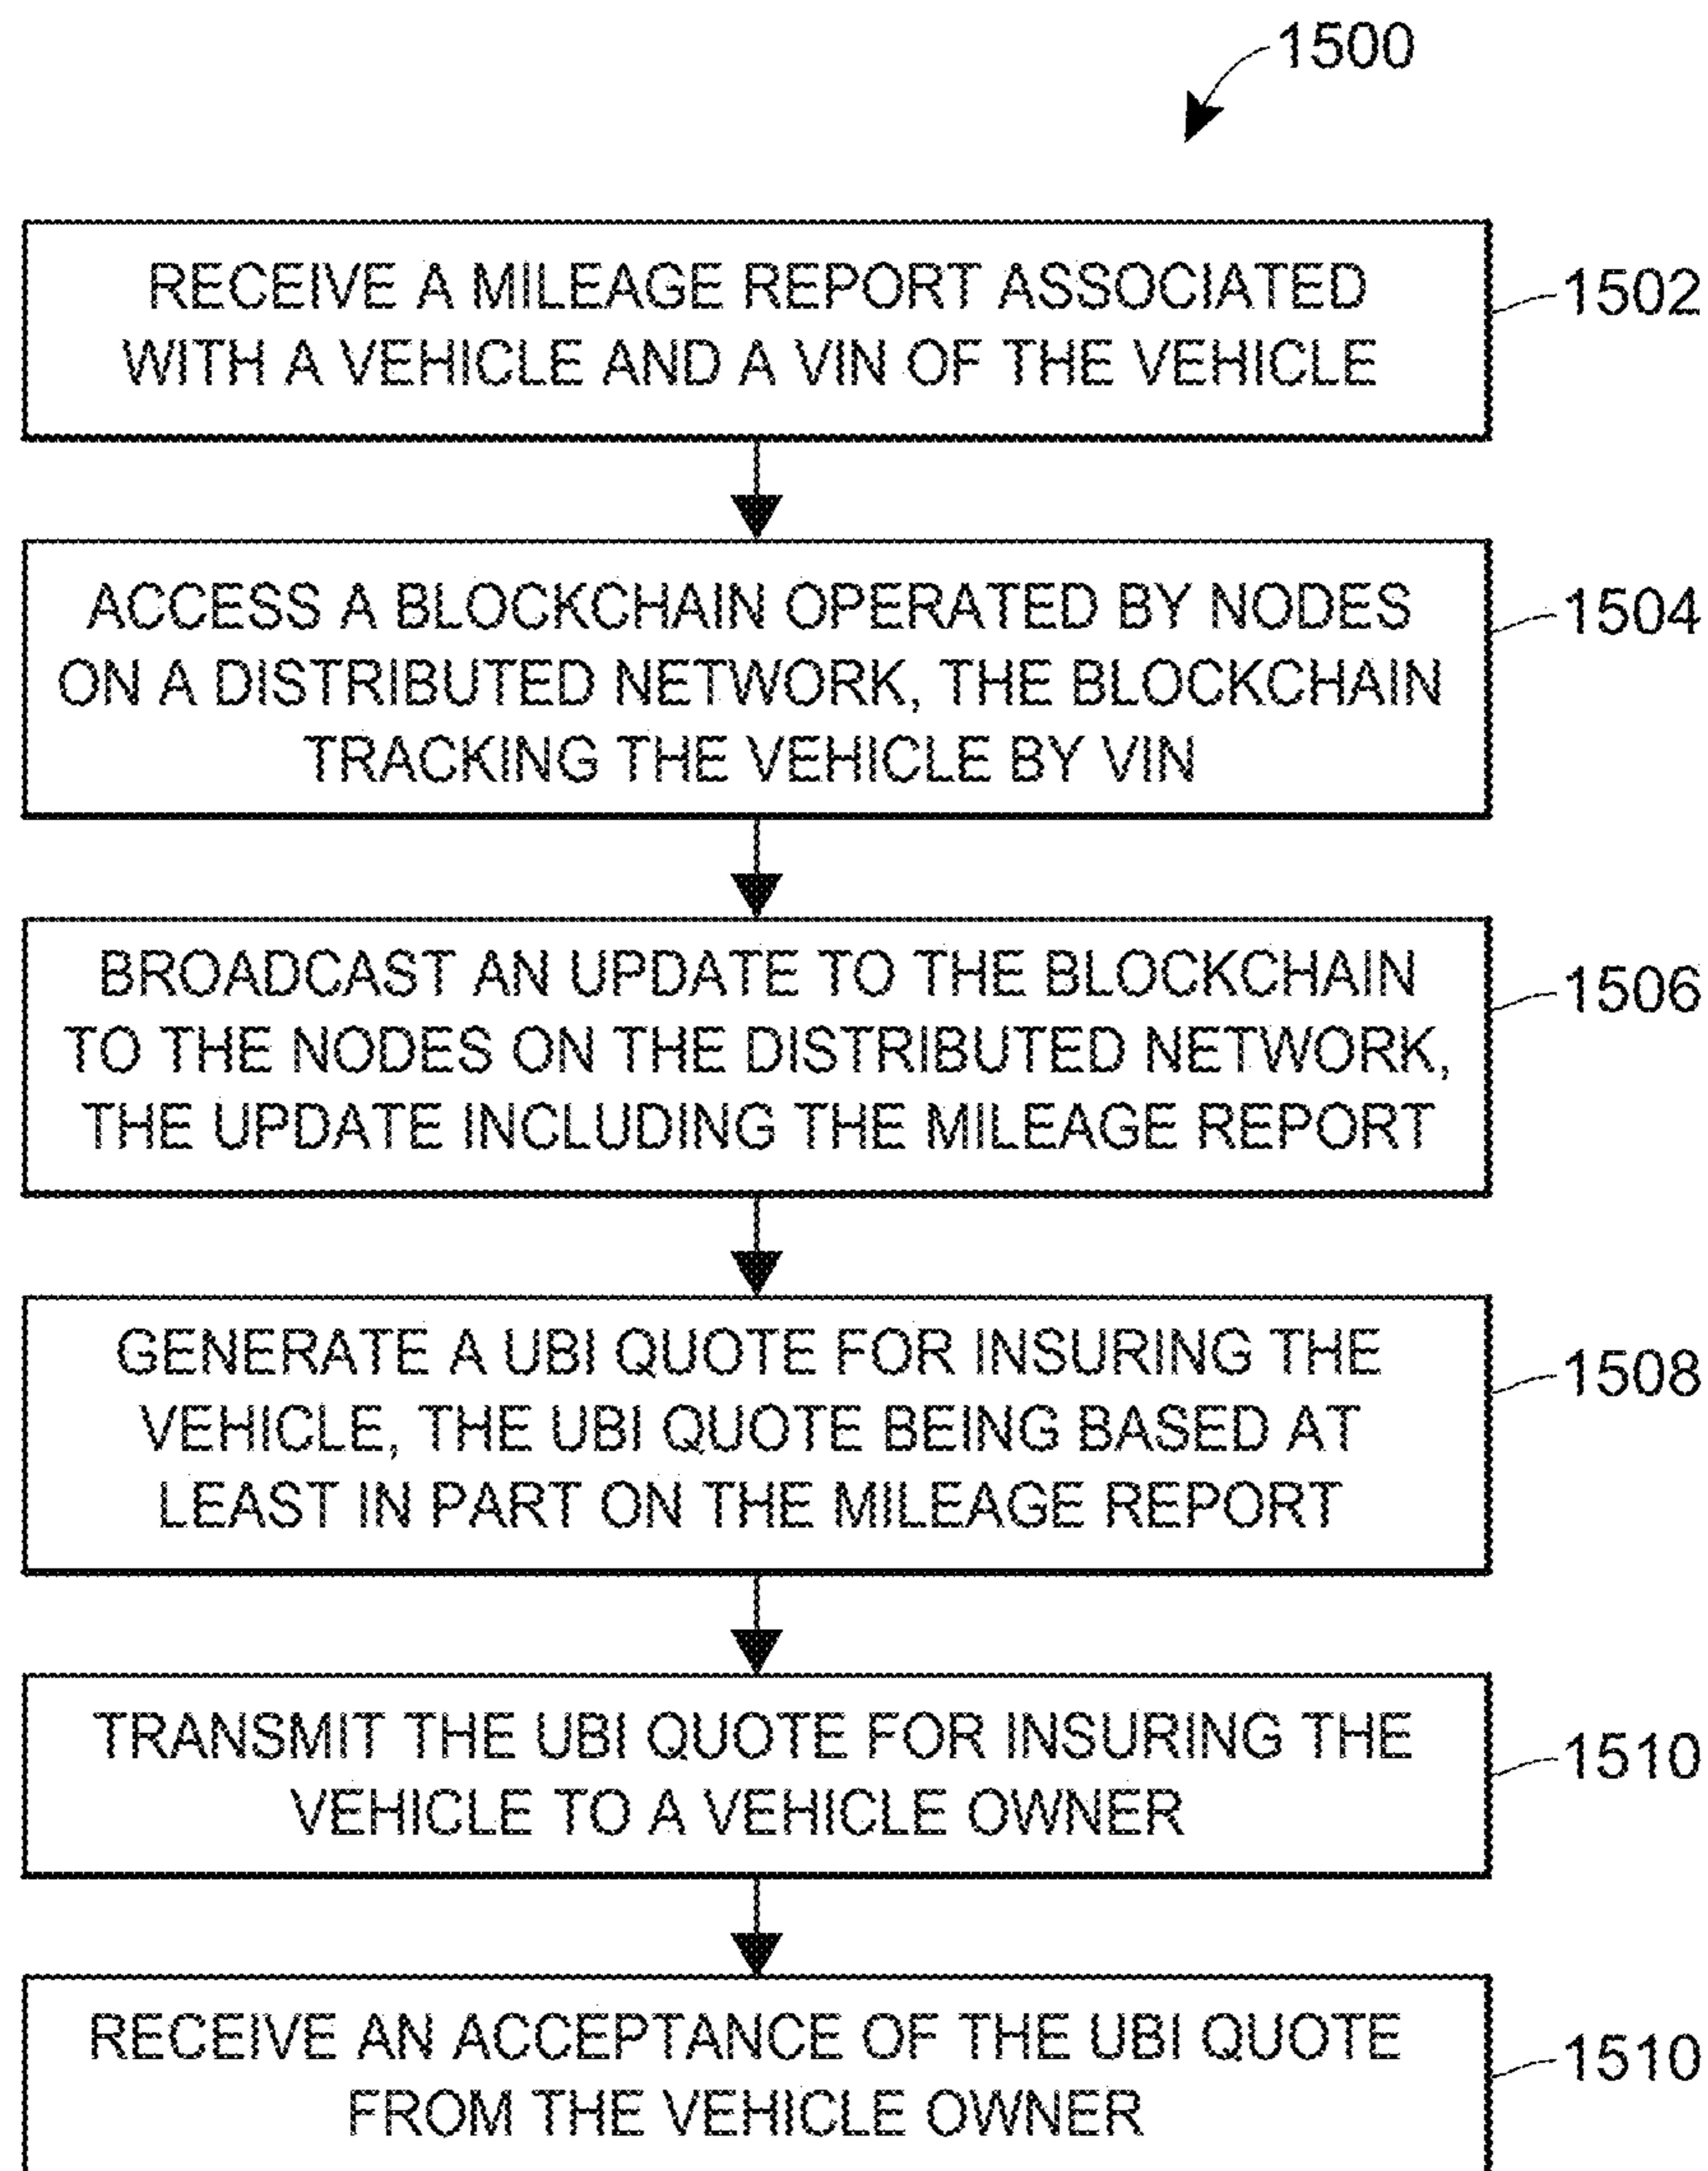 1500
RECEIVE A MILEAGE REPORT ASSOCIATED
WITH A VEHICLE AND A VIN OF THE VEHICLE
1502
ACCESS A BLOCKCHAIN OPERATED BY NODES
ON A DISTRIBUTED NETWORK, THE BLOCKCHAIN
TRACKING THE VEHICLE BY VIN
1504
BROADCAST AN UPDATE TO THE BLOCKCHAIN
TO THE NODES ON THE DISTRIBUTED NETWORK,
THE UPDATE INCLUDING THE MILEAGE REPORT
1506
GENERATE A UBI QUOTE FOR INSURING THE
VEHICLE, THE UBI QUOTE BEING BASED AT
LEAST IN PART ON THE MILEAGE REPORT
1508
TRANSMIT THE UBI QUOTE FOR INSURING THE
VEHICLE TO A VEHICLE OWNER
1510
RECEIVE AN ACCEPTANCE OF THE UBI QUOTE
FROM THE VEHICLE OWNER
1510